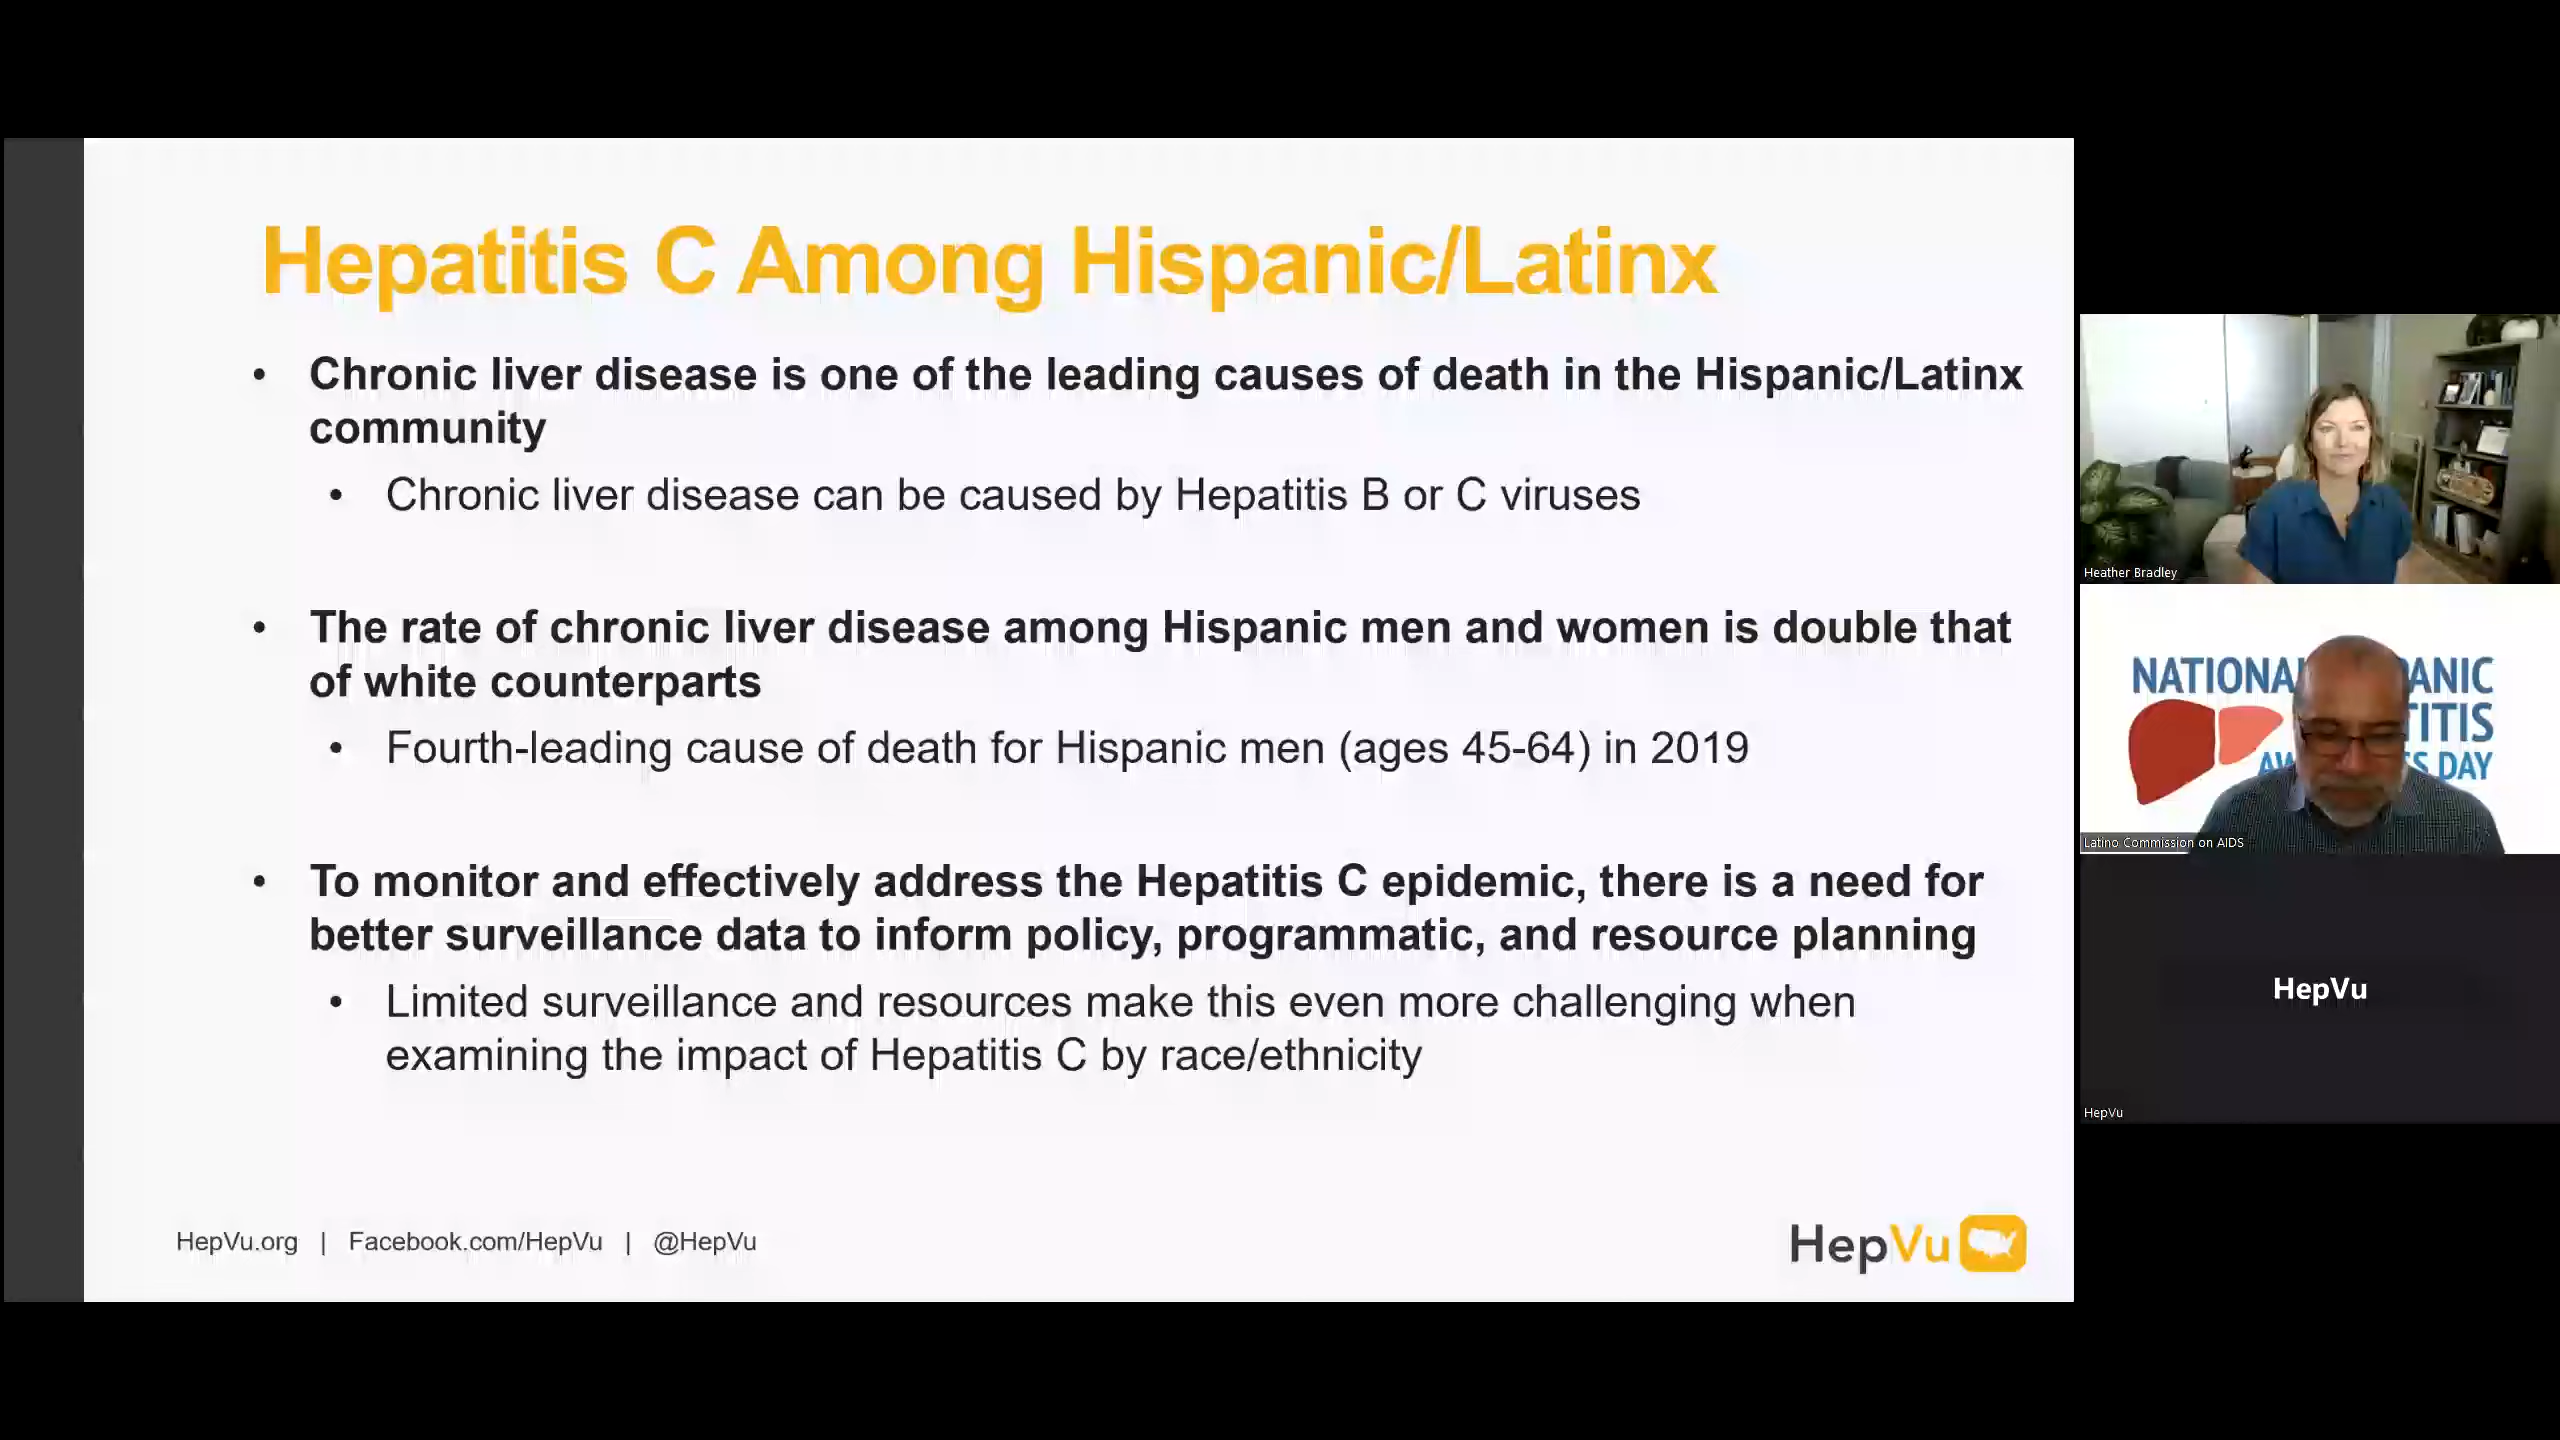 Hepatitis C Among Hispanic/Latinx
• Chronic liver disease is one of the leading causes of death in the Hispanic/Latinx
community
• Chronic liver disease can be caused by Hepatitis B or C viruses
• The rate of chronic liver disease among Hispanic men and women is double that
of white counterparts
• Fourth-leading cause of death for Hispanic men (ages 45-64) in 2019
• To monitor and effectively address the Hepatitis C epidemic, there is a need for
better surveillance data to inform policy, programmatic, and resource planning
• Limited surveillance and resources make this even more challenging when
examining the impact of Hepatitis C by race/ethnicity
HepVu.org | Facebook.com/HepVu | @HepVu
HepVu
Heather Bradley
NATIONA ANIC
TITIS
AW S DAY
Latino Commission on AIDS
HepVu
HepVu